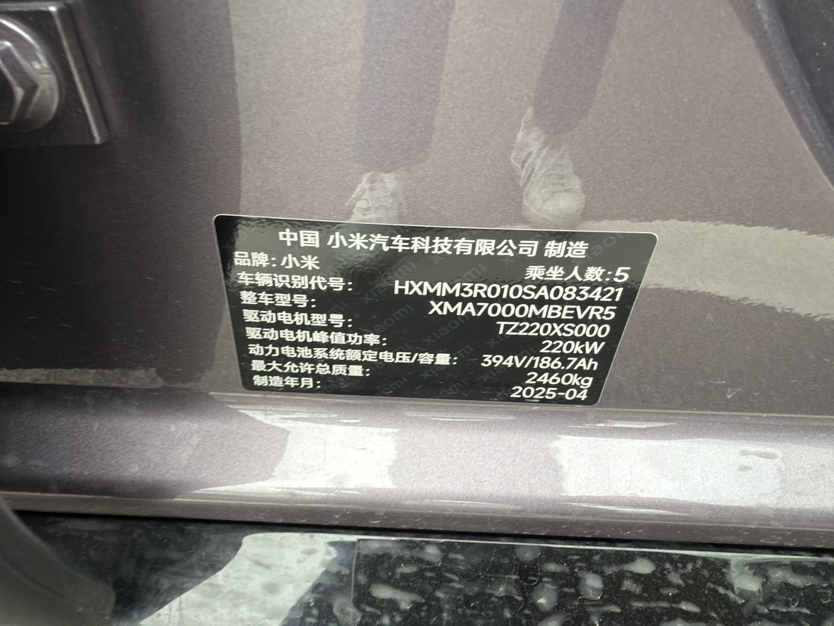 中国 小米汽车科技有限公司 制造
品牌: 小米 乘坐人数: 5
车辆识别代号: HXMM3R010SA083421
整车型号: XMA7000MBEVR5
驱动电机型号: TZ220XS000
驱动电机峰值功率: 220kW
动力电池系统额定电压/容量: 394V/186.7Ah
最大允许总质量: 2460kg
制造年月: 2025-04